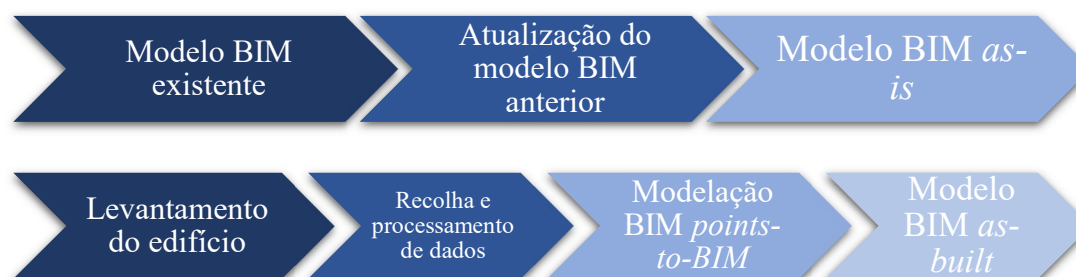 Modelo BIM
existente
Atualização do
modelo BIM
anterior
Modelo BIM as-
is
Levantamento
do edifício
Recolha e
processamento
de dados
Modelação
BIM points-
to-BIM
Modelo
BIM as-
built